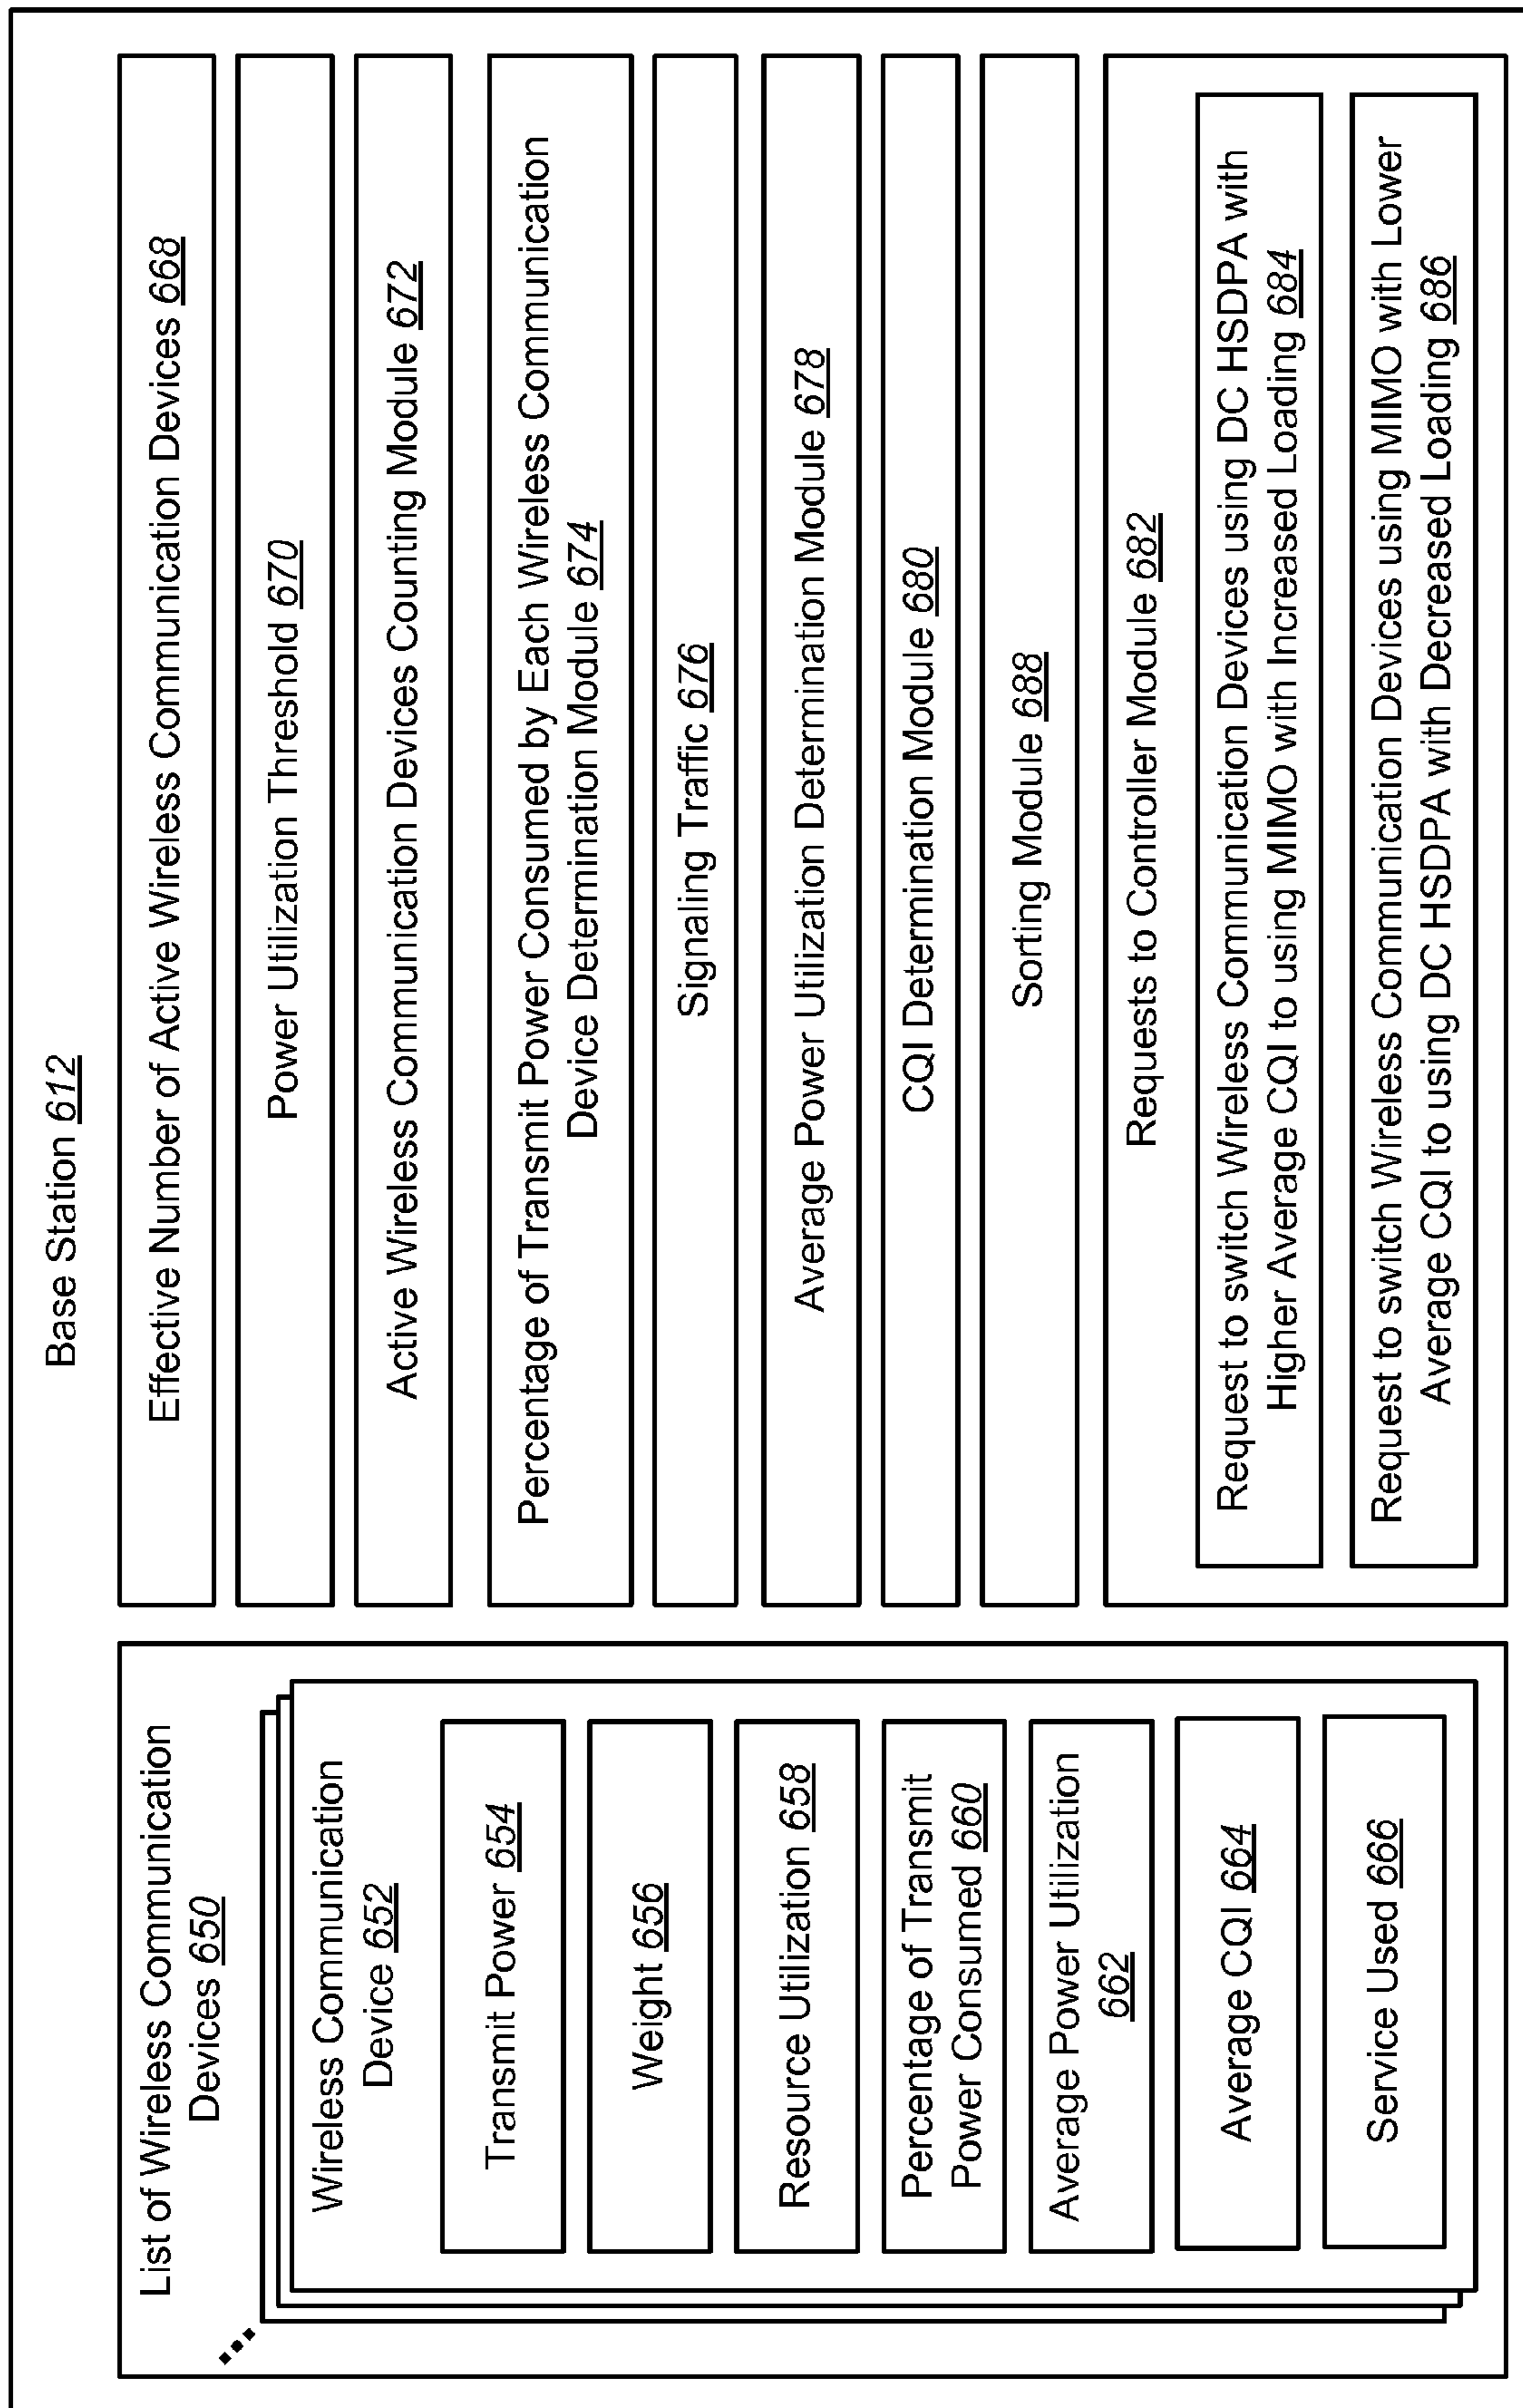 Base Station 612
List of Wireless Communication
Devices 650
Wireless Communication
Device 652
Transmit Power 654
Weight 656
Resource Utilization 658
Percentage of Transmit
Power Consumed 660
Average Power Utilization
662
Average CQI 664
Service Used 666
Effective Number of Active Wireless Communication Devices 668
Power Utilization Threshold 670
Active Wireless Communication Devices Counting Module 672
Percentage of Transmit Power Consumed by Each Wireless Communication
Device Determination Module 674
Signaling Traffic 676
Average Power Utilization Determination Module 678
CQI Determination Module 680
Sorting Module 688
Requests to Controller Module 682
Request to switch Wireless Communication Devices using DC HSDPA with
Higher Average CQI to using MIMO with Increased Loading 684
Request to switch Wireless Communication Devices using MIMO with Lower
Average CQI to using DC HSDPA with Decreased Loading 686